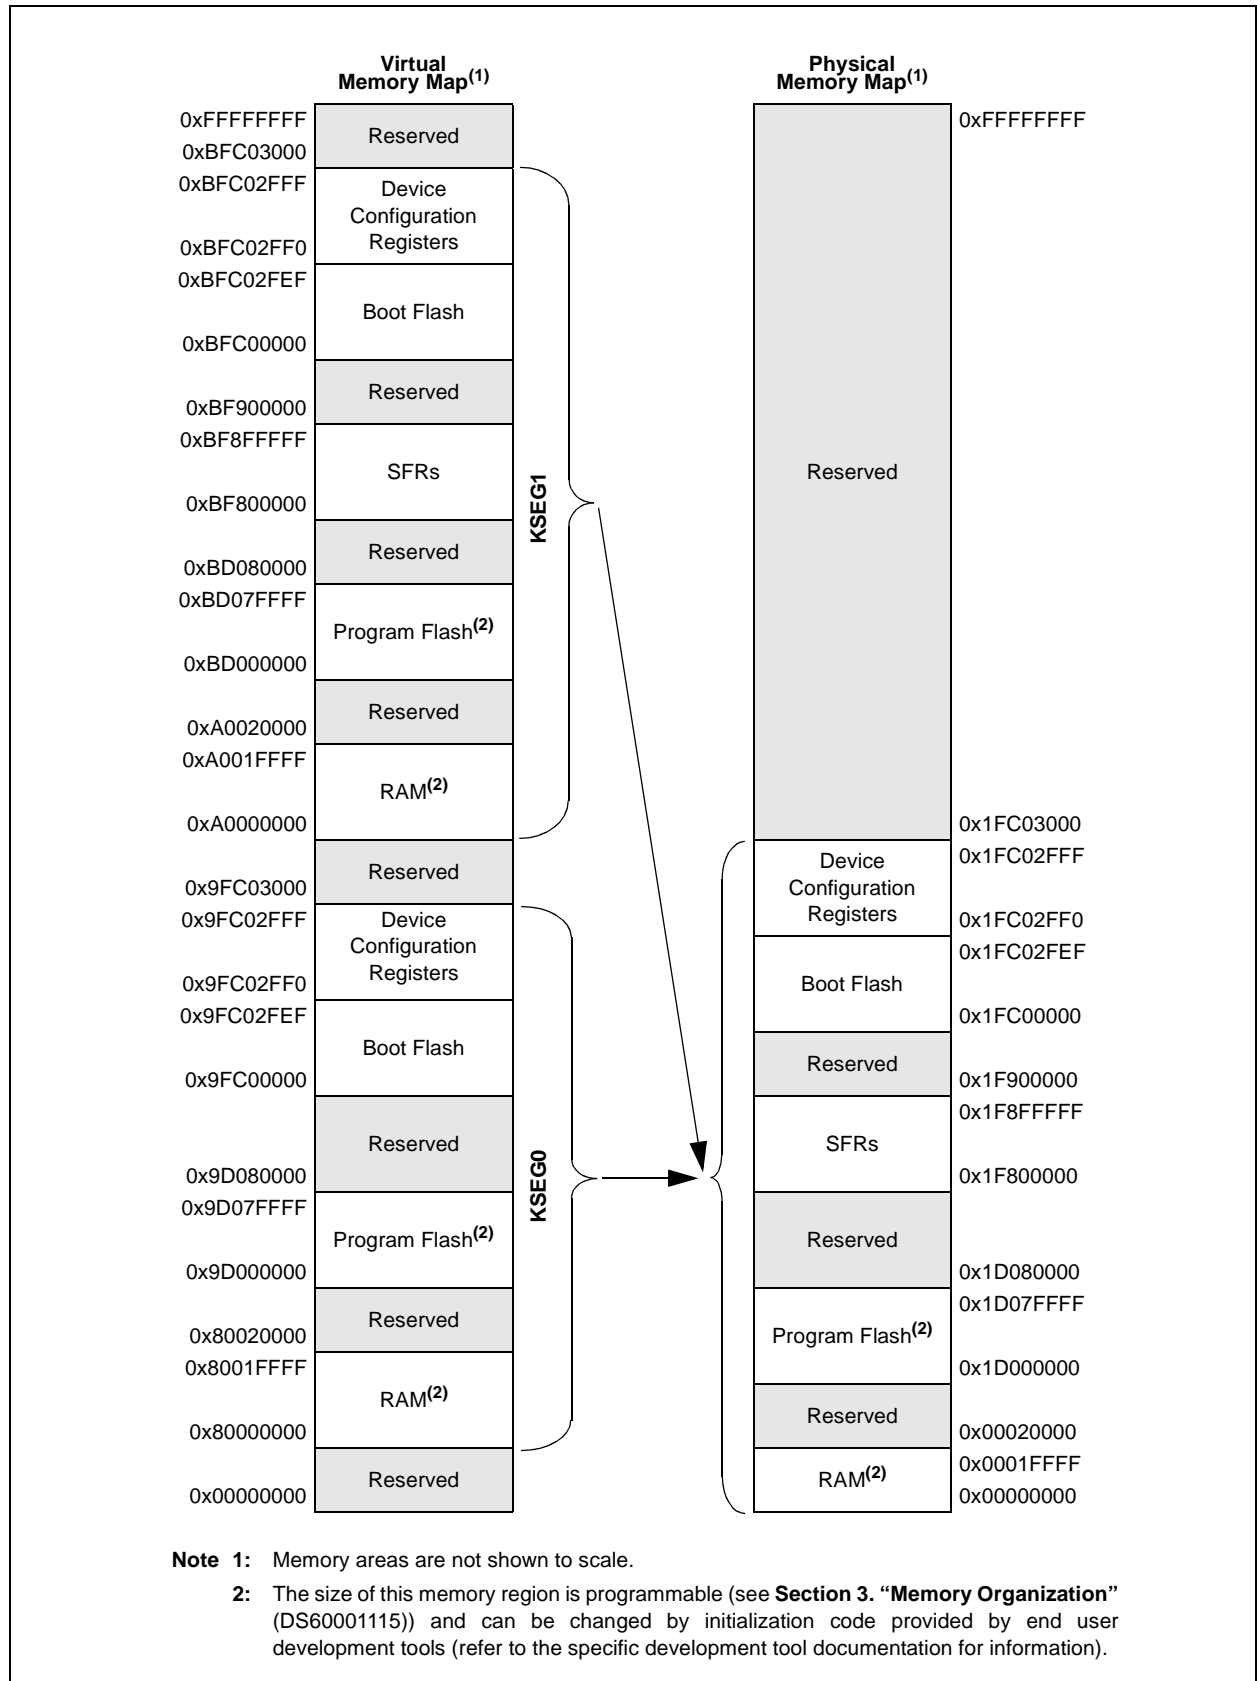 Virtual
Memory Map(1)
Physical
Memory Map(1)
0xFFFFFFFF
Reserved
0xBFC03000
0xBFC02FFF
Device
Configuration
Registers
0xBFC02FF0
0xBFC02FEF
Boot Flash
0xBFC00000
Reserved
0xBF900000
0xBF8FFFFF
SFRs
0xBF800000
Reserved
0xBD080000
0xBD07FFFF
Program Flash(2)
0xBD000000
Reserved
0xA0020000
0xA001FFFF
RAM(2)
0xA0000000
KSEG1
Reserved
0x9FC03000
0x9FC02FFF
Device
Configuration
Registers
0x9FC02FF0
0x9FC02FEF
Boot Flash
0x9FC00000
Reserved
0x9D080000
0x9D07FFFF
Program Flash(2)
0x9D000000
Reserved
0x80020000
0x8001FFFF
RAM(2)
0x80000000
KSEG0
Reserved
0x00000000
0xFFFFFFFF
Reserved
0x1FC03000
0x1FC02FFF
Device
Configuration
Registers
0x1FC02FF0
0x1FC02FEF
Boot Flash
0x1FC00000
Reserved
0x1F900000
0x1F8FFFFF
SFRs
0x1F800000
Reserved
0x1D080000
0x1D07FFFF
Program Flash(2)
0x1D000000
Reserved
0x00020000
0x0001FFFF
RAM(2)
0x00000000
Note 1: Memory areas are not shown to scale.
2: The size of this memory region is programmable (see Section 3. “Memory Organization”
(DS60001115)) and can be changed by initialization code provided by end user
development tools (refer to the specific development tool documentation for information).